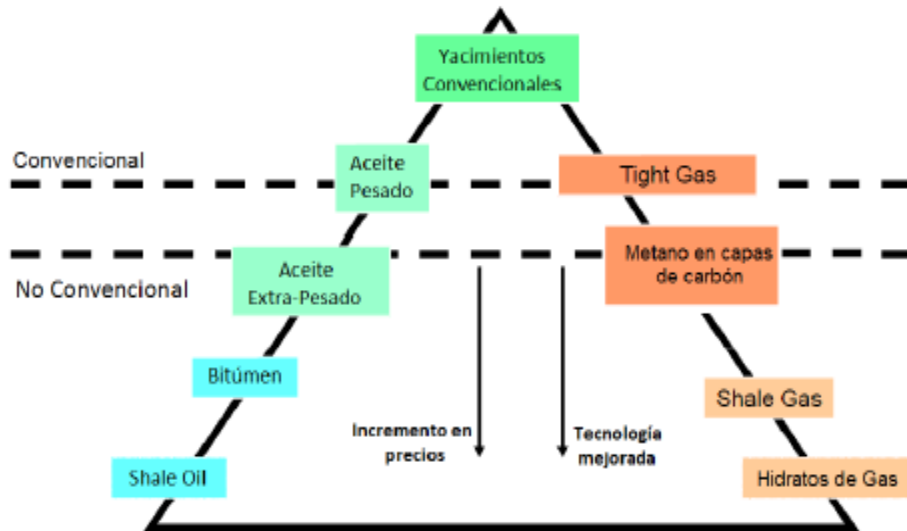 Yacimientos
Convencionales
Convencional
Aceite
Pesado
Tight Gas
No Convencional
Aceite
Extra-Pesado
Metano en capas
de carbón
Bitúmen
Shale Gas
Incremento en
precios
Tecnología
mejorada
Shale Oil
Hidratos de Gas